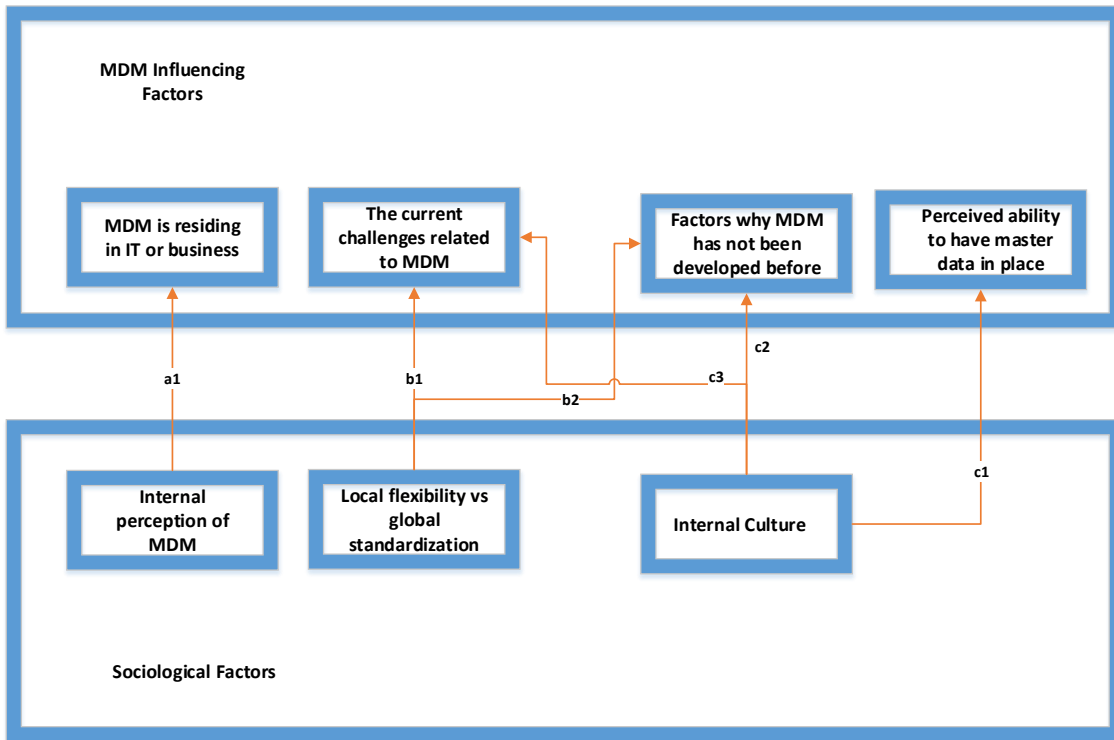 MDM Influencing
Factors
MDM is residing
in IT or business
The current
challenges related
to MDM
Factors why MDM
has not been
developed before
Perceived ability
to have master
data in place
a1
b1
b2
c3
c2
c1
Internal
perception of
MDM
Local flexibility vs
global
standardization
Internal Culture
Sociological Factors